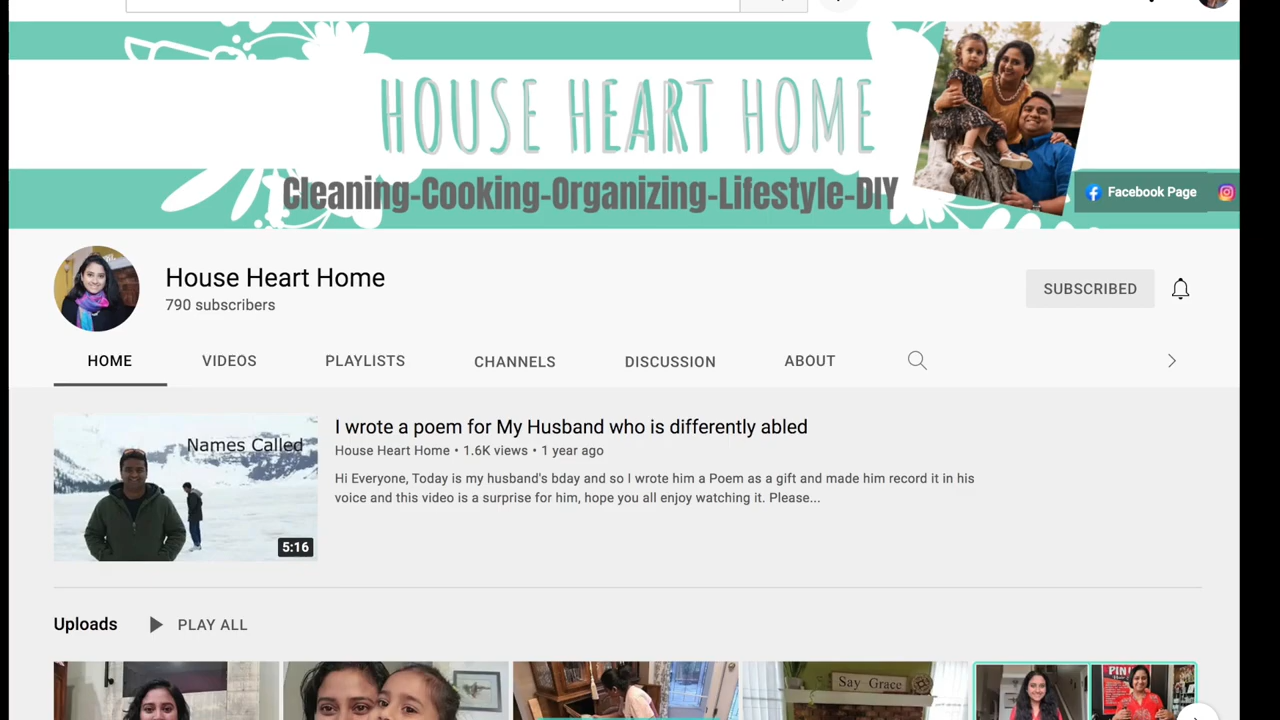 HOUSE HEART HOME
Cleaning-Cooking-Organizing-Lifestyle-DIY
Facebook Page
House Heart Home
790 subscribers
SUBSCRIBED
HOME VIDEOS PLAYLISTS CHANNELS DISCUSSION ABOUT
Names Called
5:16
I wrote a poem for My Husband who is differently abled
House Heart Home • 1.6K views • 1 year ago
Hi Everyone, Today is my husband's bday and so I wrote him a Poem as a gift and made him record it in his
voice and this video is a surprise for him, hope you all enjoy watching it. Please...
Uploads PLAY ALL
Say Grace